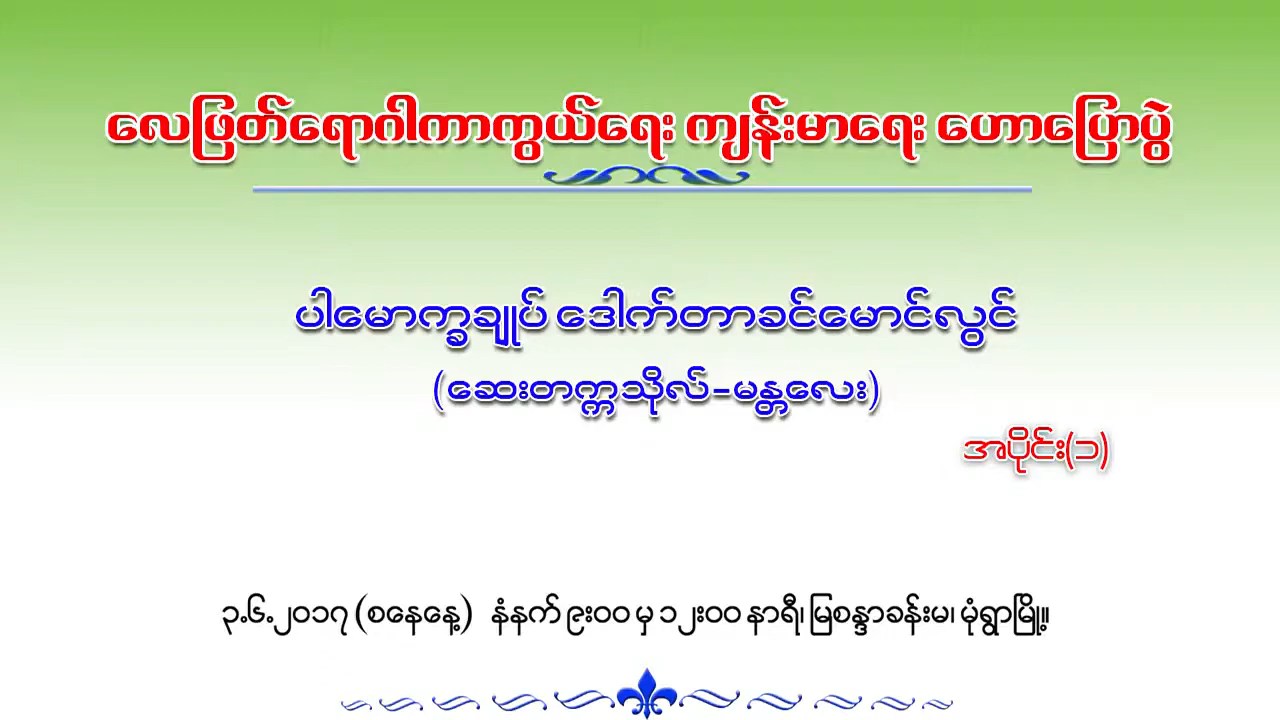 လေဖြတ်ရောဂါကာကွယ်ရေး ကျန်းမာရေး ဟောပြောပွဲ
ပါမောက္ခချုပ် ဒေါက်တာခင်မောင်လွင်
(ဆေးတက္ကသိုလ်-မန္တလေး)
အပိုင်း(၁)
၃.၆.၂၀၁၇ (စနေနေ့) နံနက် ၉း၀၀ မှ ၁၂း၀၀ နာရီ၊ မြစန္ဒာခန်းမ၊ မုံရွာမြို့။